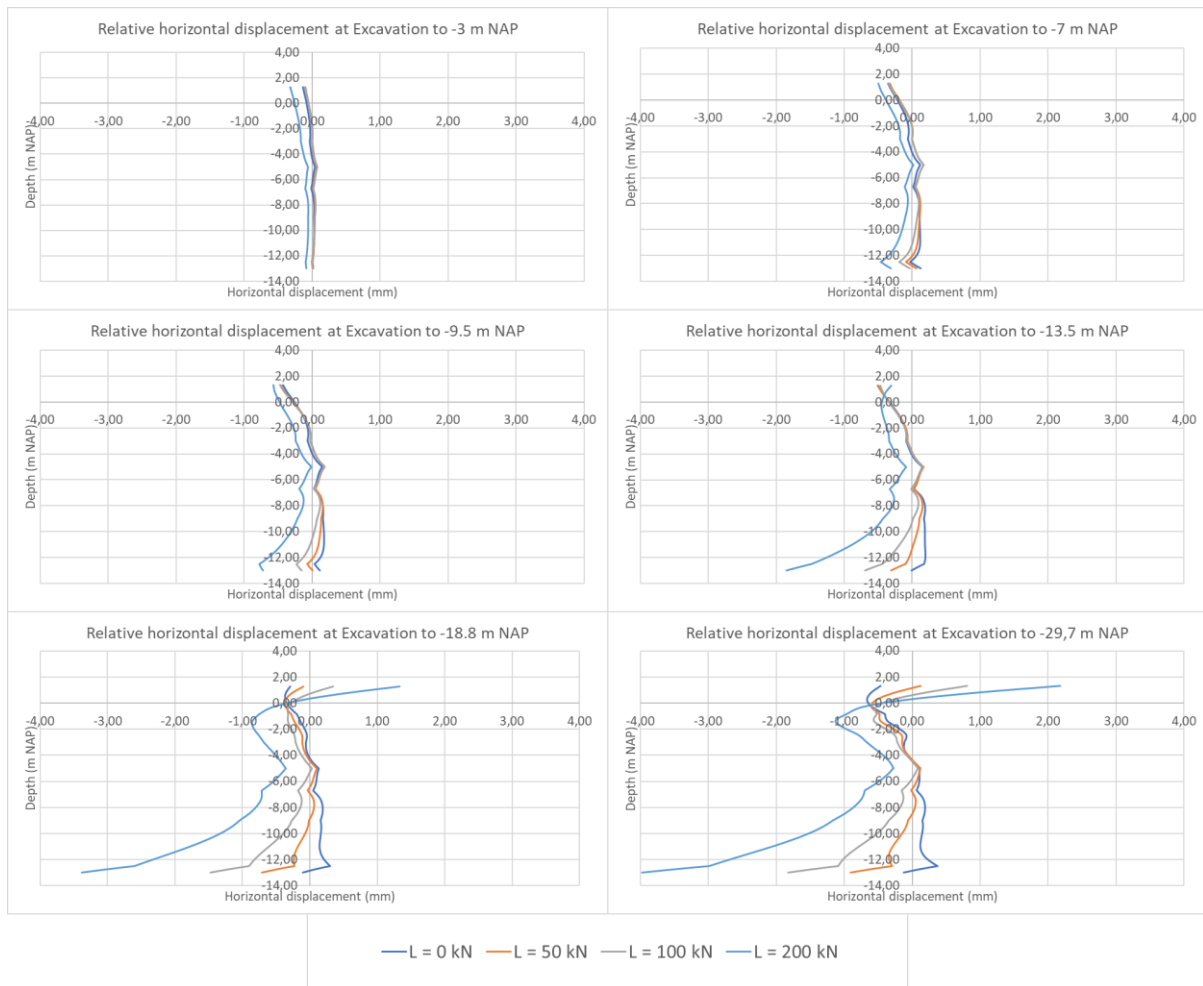 Relative horizontal displacement at Excavation to -3 m NAP
4,00
2,00
0,00
-4,00 -3,00 -2,00 -1,00 0,00 1,00 2,00 3,00 4,00
-2,00
-4,00
-6,00
-8,00
-10,00
-12,00
-14,00
Depth (m NAP)
Horizontal displacement (mm)
Relative horizontal displacement at Excavation to -7 m NAP
4,00
2,00
0,00
-4,00 -3,00 -2,00 -1,00 0,00 1,00 2,00 3,00 4,00
-2,00
-4,00
-6,00
-8,00
-10,00
-12,00
-14,00
Depth (m NAP)
Horizontal displacement (mm)
Relative horizontal displacement at Excavation to -9.5 m NAP
4,00
2,00
0,00
-4,00 -3,00 -2,00 -1,00 0,00 1,00 2,00 3,00 4,00
-2,00
-4,00
-6,00
-8,00
-10,00
-12,00
-14,00
Depth (m NAP)
Horizontal displacement (mm)
Relative horizontal displacement at Excavation to -13.5 m NAP
4,00
2,00
0,00
-4,00 -3,00 -2,00 -1,00 0,00 1,00 2,00 3,00 4,00
-2,00
-4,00
-6,00
-8,00
-10,00
-12,00
-14,00
Depth (m NAP)
Horizontal displacement (mm)
Relative horizontal displacement at Excavation to -18.8 m NAP
4,00
2,00
0,00
-4,00 -3,00 -2,00 -1,00 0,00 1,00 2,00 3,00 4,00
-2,00
-4,00
-6,00
-8,00
-10,00
-12,00
-14,00
Depth (m NAP)
Horizontal displacement (mm)
Relative horizontal displacement at Excavation to -29,7 m NAP
4,00
2,00
0,00
-4,00 -3,00 -2,00 -1,00 0,00 1,00 2,00 3,00 4,00
-2,00
-4,00
-6,00
-8,00
-10,00
-12,00
-14,00
Depth (m NAP)
Horizontal displacement (mm)
L = 0 kN L = 50 kN L = 100 kN L = 200 kN